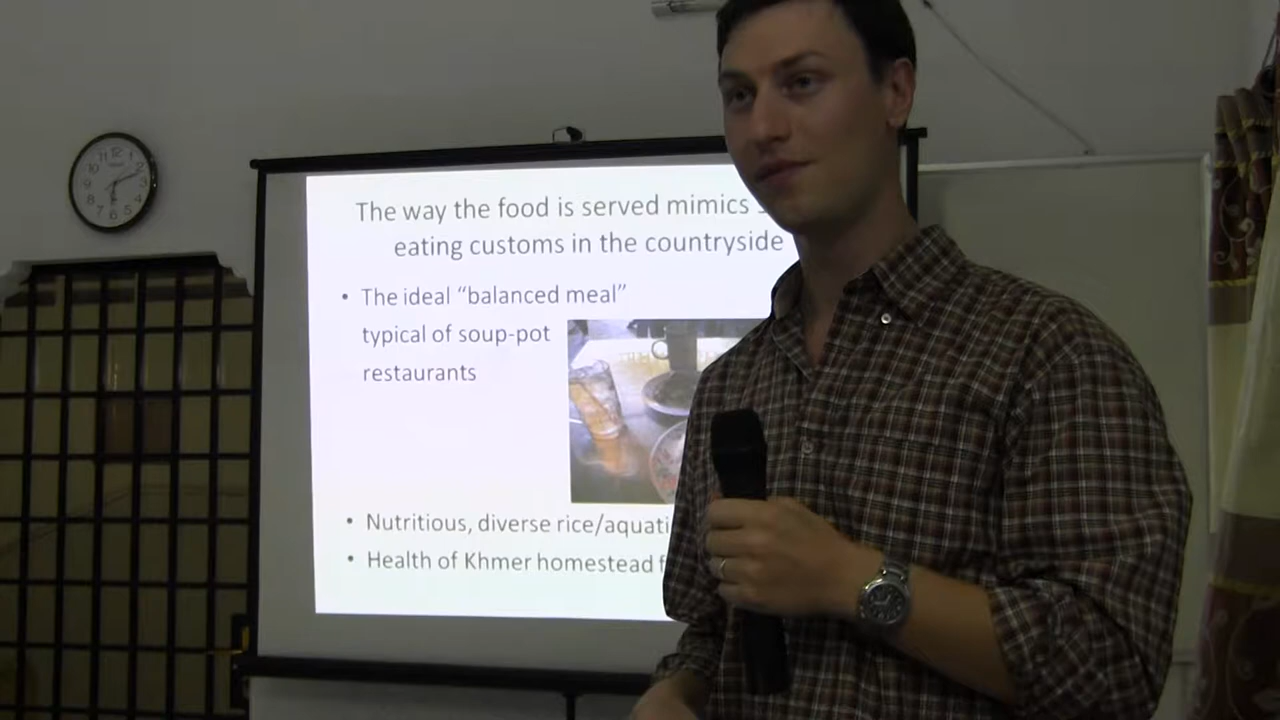 The way the food is served mimics
eating customs in the countryside
• The ideal “balanced meal”
typical of soup-pot
restaurants
• Nutritious, diverse rice/aquati
• Health of Khmer homestead f